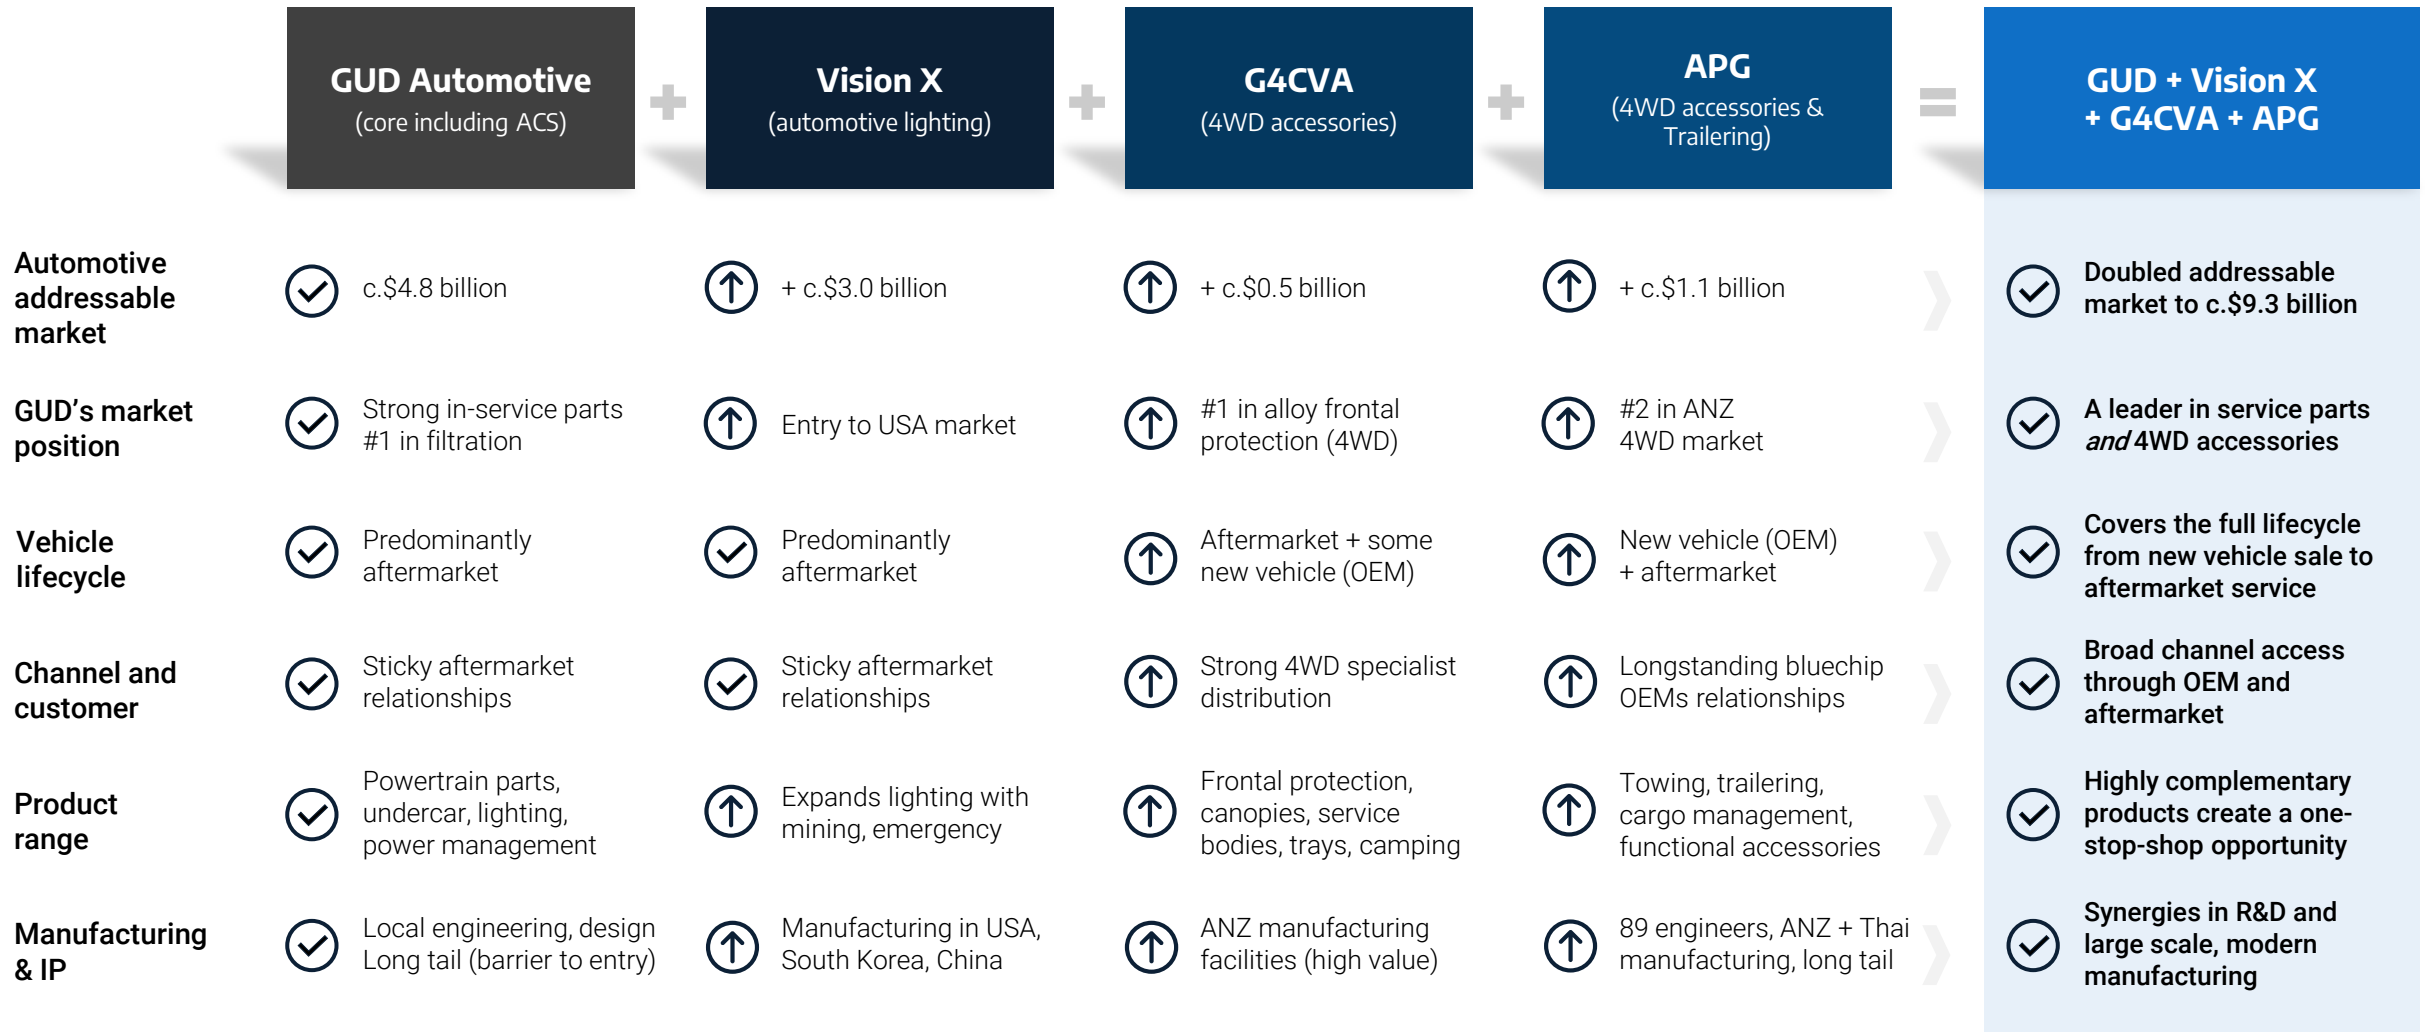 GUD Automotive
(core including ACS)
Vision X
(automotive lighting)
G4CVA
(4WD accessories)
APG
(4WD accessories &
Trailering)
GUD + Vision X
+ G4CVA + APG
Automotive
addressable
market
c.$4.8 billion
+ c.$3.0 billion
+ c.$0.5 billion
+ c.$1.1 billion
Doubled addressable
market to c.$9.3 billion
GUD’s market
position
Strong in-service parts
#1 in filtration
Entry to USA market
#1 in alloy frontal
protection (4WD)
#2 in ANZ
4WD market
A leader in service parts
and 4WD accessories
Vehicle
lifecycle
Predominantly
aftermarket
Predominantly
aftermarket
Aftermarket + some
new vehicle (OEM)
New vehicle (OEM)
+ aftermarket
Covers the full lifecycle
from new vehicle sale to
aftermarket service
Channel and
customer
Sticky aftermarket
relationships
Sticky aftermarket
relationships
Strong 4WD specialist
distribution
Longstanding bluechip
OEMs relationships
Broad channel access
through OEM and
aftermarket
Product
range
Powertrain parts,
undercar, lighting,
power management
Expands lighting with
mining, emergency
Frontal protection,
canopies, service
bodies, trays, camping
Towing, trailering,
cargo management,
functional accessories
Highly complementary
products create a one-
stop-shop opportunity
Manufacturing
& IP
Local engineering, design
Long tail (barrier to entry)
Manufacturing in USA,
South Korea, China
ANZ manufacturing
facilities (high value)
89 engineers, ANZ + Thai
manufacturing, long tail
Synergies in R&D and
large scale, modern
manufacturing